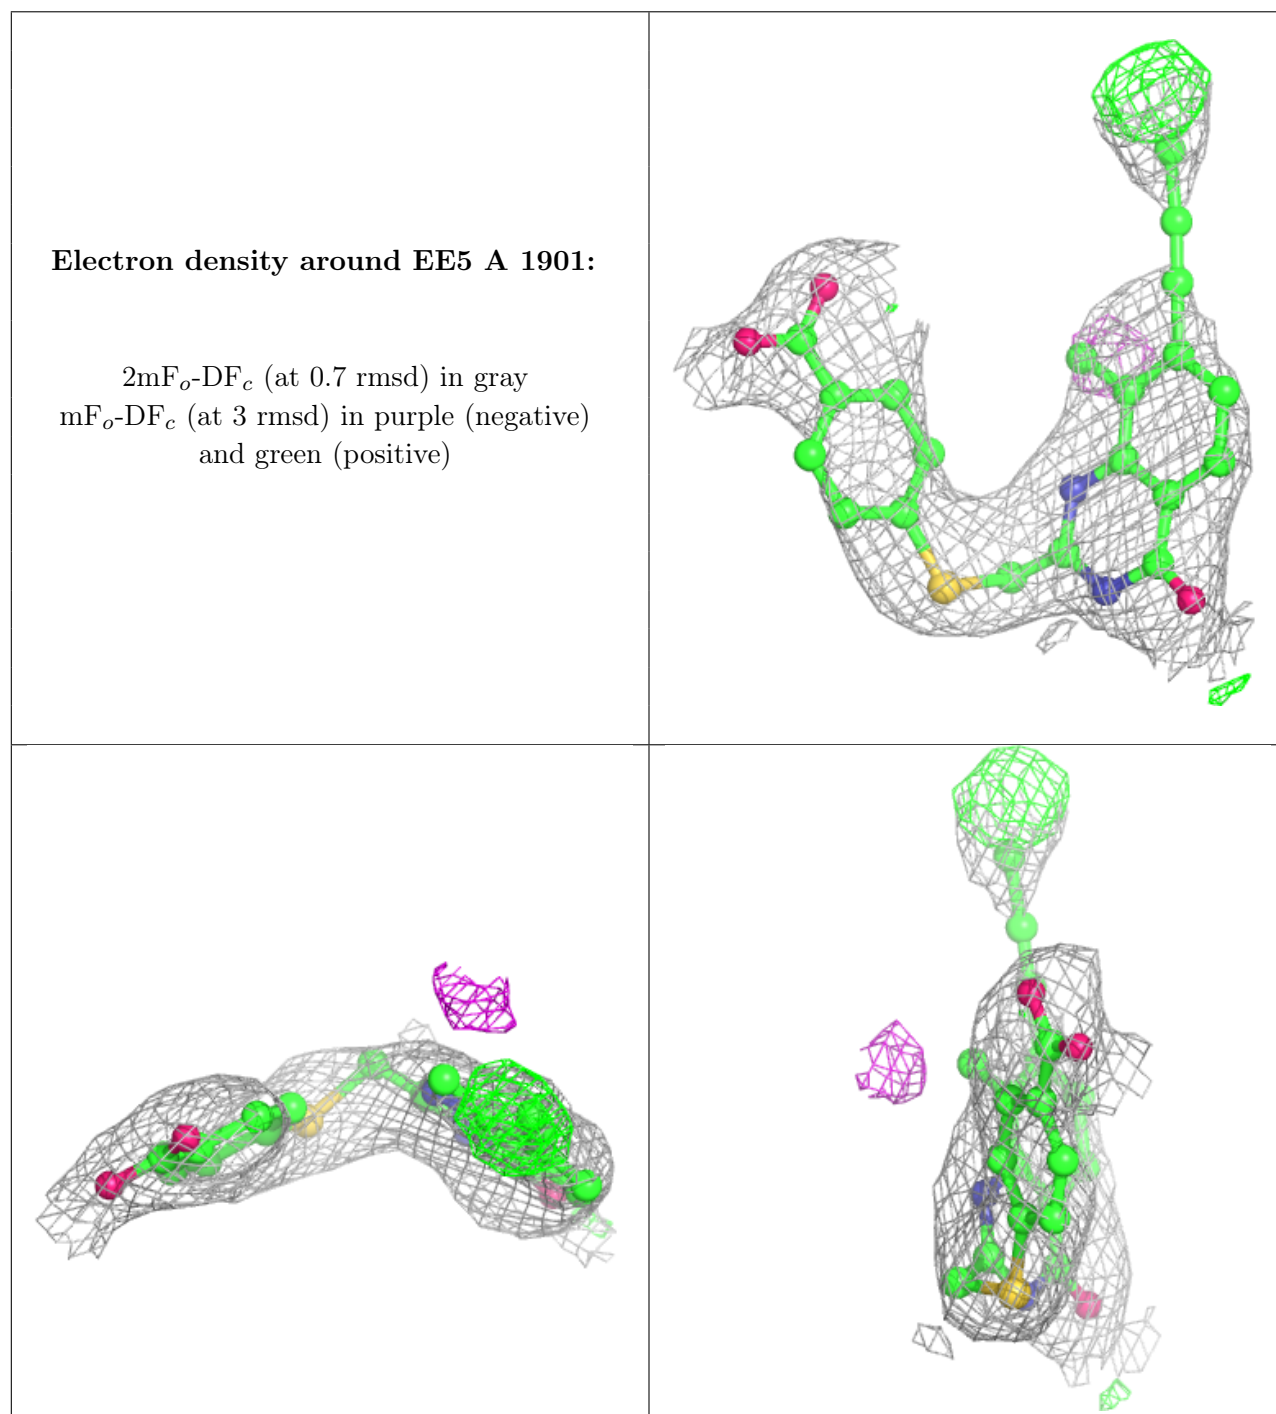 Electron density around EE5 A 1901:
2mFo-DFc (at 0.7 rmsd) in gray
mFo-DFc (at 3 rmsd) in purple (negative)
and green (positive)